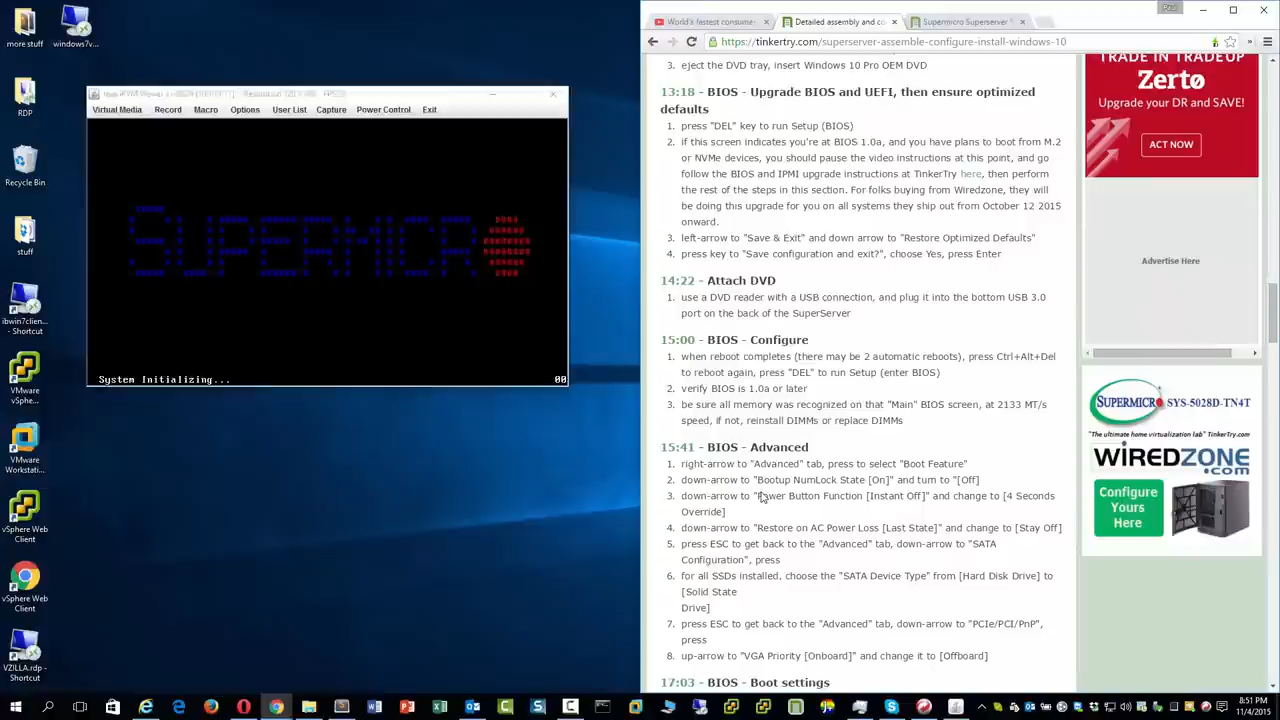 more stuff
windows7v...
RDP
Recycle Bin
stuff
ibwin7clien...
- Shortcut
VMware
vSphe...
VMware
Workstati...
vSphere Web
Client
vSphere Web
Client
VZILLA.rdp -
Shortcut
Virtual Media Record Macro Options User List Capture Power Control Exit
SUPERMICRO
System Initializing... 00
Paul
World's fastest consume
Detailed assembly and co
Supermicro Superserver
https://tinkertry.com/superserver-assemble-configure-install-windows-10
3. eject the DVD tray, insert Windows 10 Pro OEM DVD
13:18 - BIOS - Upgrade BIOS and UEFI, then ensure optimized
defaults
1. press "DEL" key to run Setup (BIOS)
2. if this screen indicates you're at BIOS 1.0a, and you have plans to boot from M.2
or NVMe devices, you should pause the video instructions at this point, and go
follow the BIOS and IPMI upgrade instructions at TinkerTry here, then perform
the rest of the steps in this section. For folks buying from Wiredzone, they will
be doing this upgrade for you on all systems they ship out from October 12 2015
onward.
3. left-arrow to "Save & Exit" and down arrow to "Restore Optimized Defaults"
4. press key to "Save configuration and exit?", choose Yes, press Enter
14:22 - Attach DVD
1. use a DVD reader with a USB connection, and plug it into the bottom USB 3.0
port on the back of the SuperServer
15:00 - BIOS - Configure
1. when reboot completes (there may be 2 automatic reboots), press Ctrl+Alt+Del
to reboot again, press "DEL" to run Setup (enter BIOS)
2. verify BIOS is 1.0a or later
3. be sure all memory was recognized on that "Main" BIOS screen, at 2133 MT/s
speed, if not, reinstall DIMMs or replace DIMMs
15:41 - BIOS - Advanced
1. right-arrow to "Advanced" tab, press to select "Boot Feature"
2. down-arrow to "Bootup NumLock State [On]" and turn to "[Off]
3. down-arrow to "Power Button Function [Instant Off]" and change to [4 Seconds
Override]
4. down-arrow to "Restore on AC Power Loss [Last State]" and change to [Stay Off]
5. press ESC to get back to the "Advanced" tab, down-arrow to "SATA
Configuration", press
6. for all SSDs installed, choose the "SATA Device Type" from [Hard Disk Drive] to
[Solid State
Drive]
7. press ESC to get back to the "Advanced" tab, down-arrow to "PCIe/PCI/PnP",
press
8. up-arrow to "VGA Priority [Onboard]" and change it to [Offboard]
17:03 - BIOS - Boot settings
TRADE IN TRADE UP
Zerto
Upgrade your DR and SAVE!
ACT NOW
Advertise Here
SUPERMICRO SYS-5028D-TN4T
"The ultimate home virtualization lab" TinkerTry.com
WIREDZONE
.com
Configure
Yours
Here
8:51 PM
11/4/2015